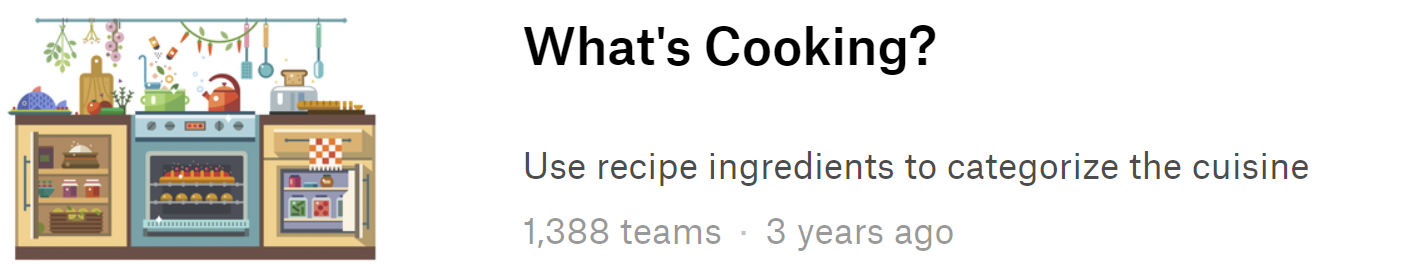 What's Cooking?
Use recipe ingredients to categorize the cuisine
1,388 teams · 3 years ago